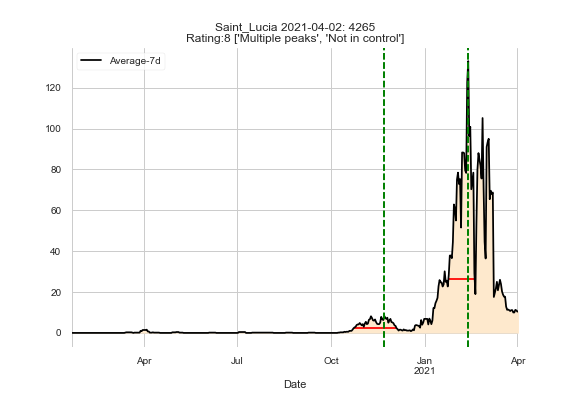 Saint_Lucia 2021-04-02: 4265
Rating:8 ['Multiple peaks', 'Not in control']
Average-7d
120
100
80
60
40
20
0
Apr Jul Oct Jan Apr
2021
Date